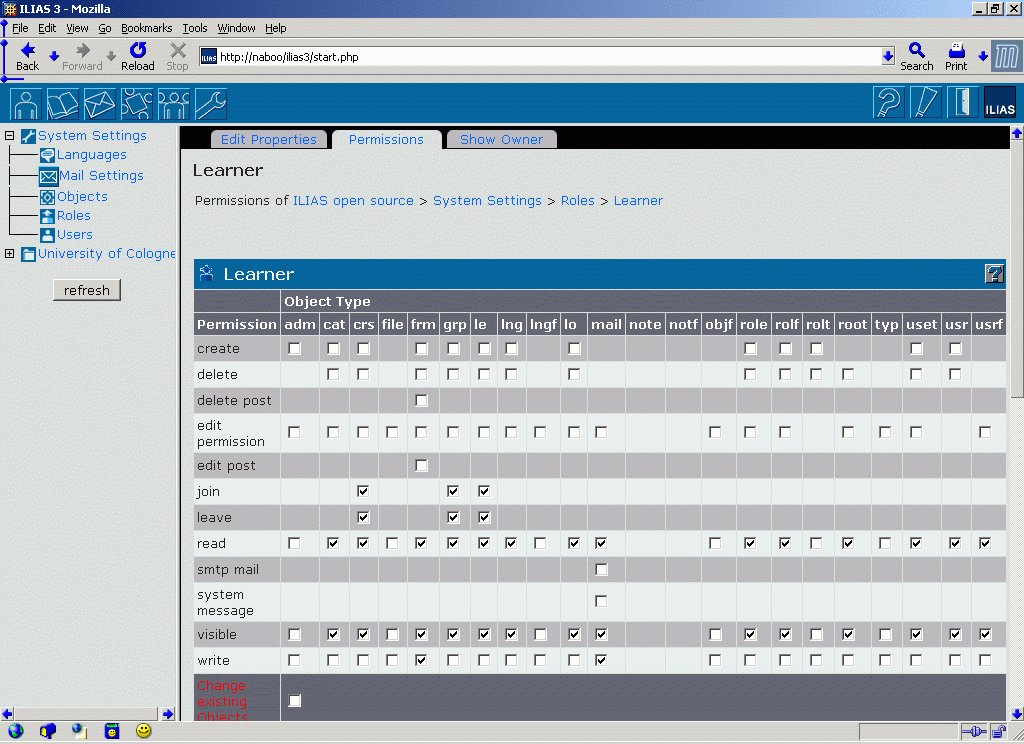 ILIAS 3 - Mozilla
File Edit View Go Bookmarks Tools Window Help
Back Forward Reload Stop ILIAS http://naboo/ilias3/start.php Search Print
ILIAS
System Settings
Languages
Mail Settings
Objects
Roles
Users
University of Cologne
refresh
Edit Properties Permissions Show Owner
Learner
Permissions of ILIAS open source > System Settings > Roles > Learner
Learner
Object Type
Permission adm cat crs file frm grp le lng lngf lo mail note notf objf role rolf rolt root typ uset usr usrf
create
delete
delete post
edit
permission
edit post
join
leave
read
smtp mail
system
message
visible
write
Change
existing
Objects